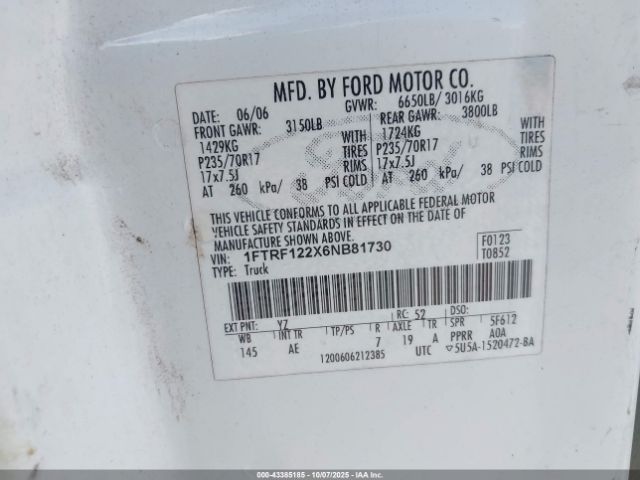 MFD. BY FORD MOTOR CO.
DATE: 06/06 GVWR: 6650LB/ 3016KG
FRONT GAWR: 3150LB REAR GAWR: 3800LB
1429KG WITH 1724KG WITH
P235/70R17 TIRES P235/70R17 TIRES
17x7.5J RIMS 17x7.5J RIMS
AT 260 kPa/ 38 PSI COLD AT 260 kPa/ 38 PSI COLD
THIS VEHICLE CONFORMS TO ALL APPLICABLE FEDERAL MOTOR
VEHICLE SAFETY STANDARDS IN EFFECT ON THE DATE OF
MANUFACTURE SHOWN ABOVE.
VIN: 1FTRF122X6NB81730 F0123
TYPE: Truck T0852
EXT PNT: YZ RC: 52 DSO:
WB INT TR TP/PS R AXLE TR SPR 5F612
145 AE 7 19 A PPRR A0A
1200606212385 UTC ▽5U5A-1520472-BA
000-43385185 - 10/07/2025 - IAAI.com